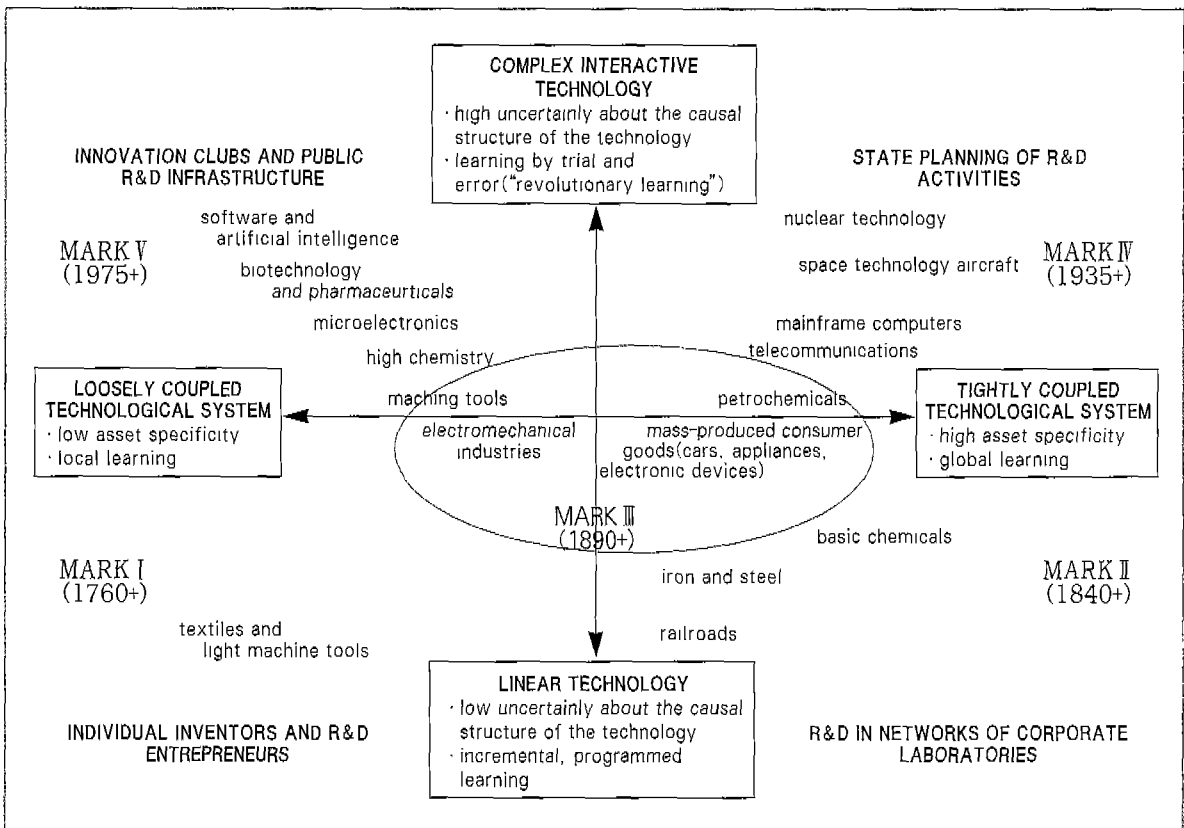 COMPLEX INTERACTIVE
TECHNOLOGY
· high uncertainly about the causal
structure of the technology
· learning by trial and
error("revolutionary learning")
INNOVATION CLUBS AND PUBLIC
R&D INFRASTRUCTURE
STATE PLANNING OF R&D
ACTIVITIES
software and
artificial intelligence
nuclear technology
MARK Ⅴ
(1975+)
biotechnology
and pharmaceurticals
space technology aircraft
MARK Ⅳ
(1935+)
microelectronics
mainframe computers
high chemistry
telecommunications
LOOSELY COUPLED
TECHNOLOGICAL SYSTEM
· low asset specificity
· local learning
maching tools
petrochemicals
TIGHTLY COUPLED
TECHNOLOGICAL SYSTEM
· high asset specificity
· global learning
electromechanical
industries
mass-produced consumer
goods(cars, appliances,
electronic devices)
MARK Ⅲ
(1890+)
basic chemicals
MARK Ⅰ
(1760+)
iron and steel
MARK Ⅱ
(1840+)
textiles and
light machine tools
railroads
LINEAR TECHNOLOGY
· low uncertainly about the causal
structure of the technology
· incremental, programmed
learning
INDIVIDUAL INVENTORS AND R&D
ENTREPRENEURS
R&D IN NETWORKS OF CORPORATE
LABORATORIES